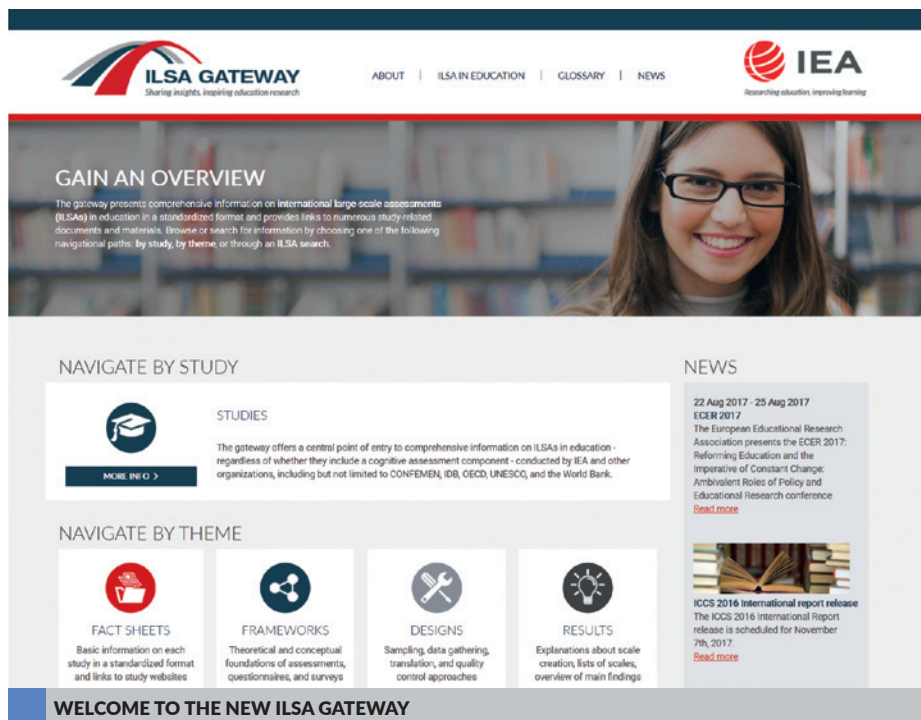 ILSA GATEWAY
Sharing insights, inspiring education research
ABOUT | ILSA IN EDUCATION | GLOSSARY | NEWS
IEA
Researching education, improving learning
GAIN AN OVERVIEW
The gateway presents comprehensive information on international large-scale assessments
(ILSAs) in education in a standardized format and provides links to numerous study-related
documents and materials. Browse or search for information by choosing one of the following
navigational paths: by study, by theme, or through an ILSA search.
NAVIGATE BY STUDY
STUDIES
The gateway offers a central point of entry to comprehensive information on ILSAs in education -
regardless of whether they include a cognitive assessment component - conducted by IEA and other
organizations, including but not limited to CONFEMEN, IDB, OECD, UNESCO, and the World Bank.
MORE INFO >
NAVIGATE BY THEME
FACT SHEETS
Basic information on each
study in a standardized format
and links to study websites
FRAMEWORKS
Theoretical and conceptual
foundations of assessments,
questionnaires, and surveys
DESIGNS
Sampling, data gathering,
translation, and quality
control approaches
RESULTS
Explanations about scale
creation, lists of scales,
overview of main findings
NEWS
22 Aug 2017 - 25 Aug 2017
ECER 2017
The European Educational Research
Association presents the ECER 2017:
Reforming Education and the
Imperative of Constant Change:
Ambivalent Roles of Policy and
Educational Research conference
Read more
ICCS 2016 International report release
The ICCS 2016 International Report
release is scheduled for November
7th, 2017.
Read more
WELCOME TO THE NEW ILSA GATEWAY